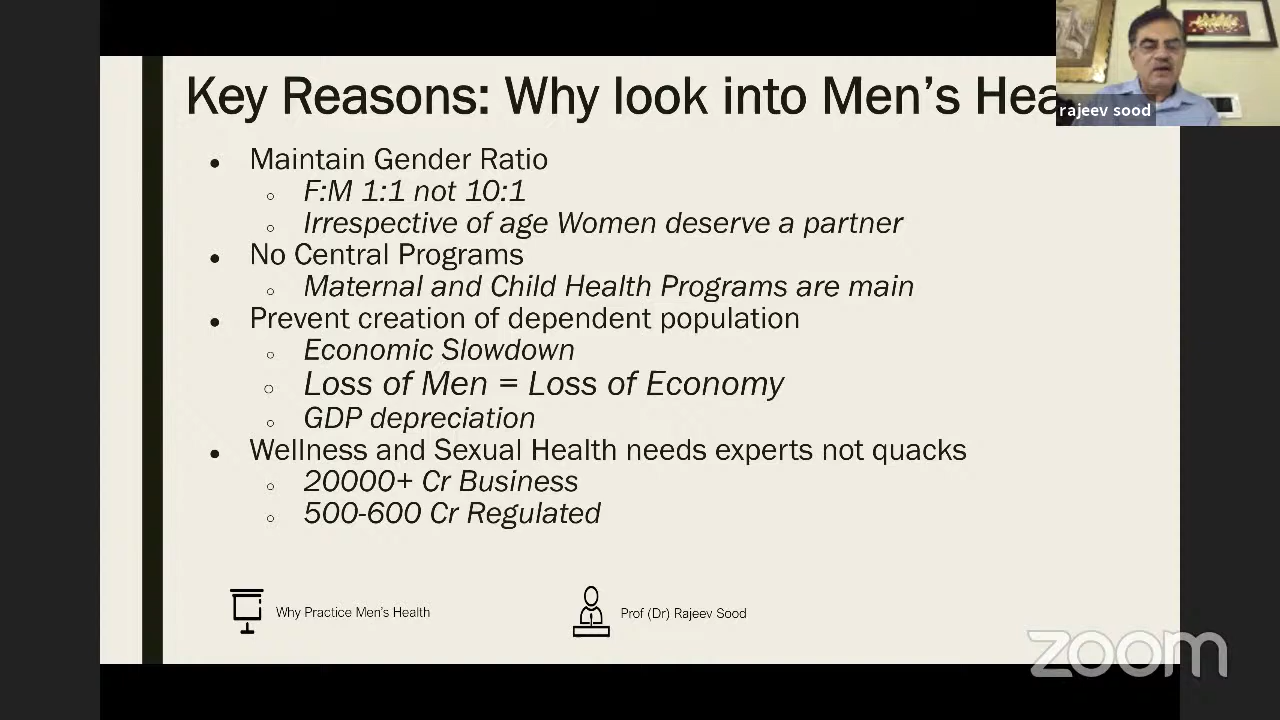 Key Reasons: Why look into Men's Hea
rajeev sood
● Maintain Gender Ratio
○ F:M 1:1 not 10:1
○ Irrespective of age Women deserve a partner
● No Central Programs
○ Maternal and Child Health Programs are main
● Prevent creation of dependent population
○ Economic Slowdown
○ Loss of Men = Loss of Economy
○ GDP depreciation
● Wellness and Sexual Health needs experts not quacks
○ 20000+ Cr Business
○ 500-600 Cr Regulated
Why Practice Men's Health
Prof (Dr) Rajeev Sood
zoom